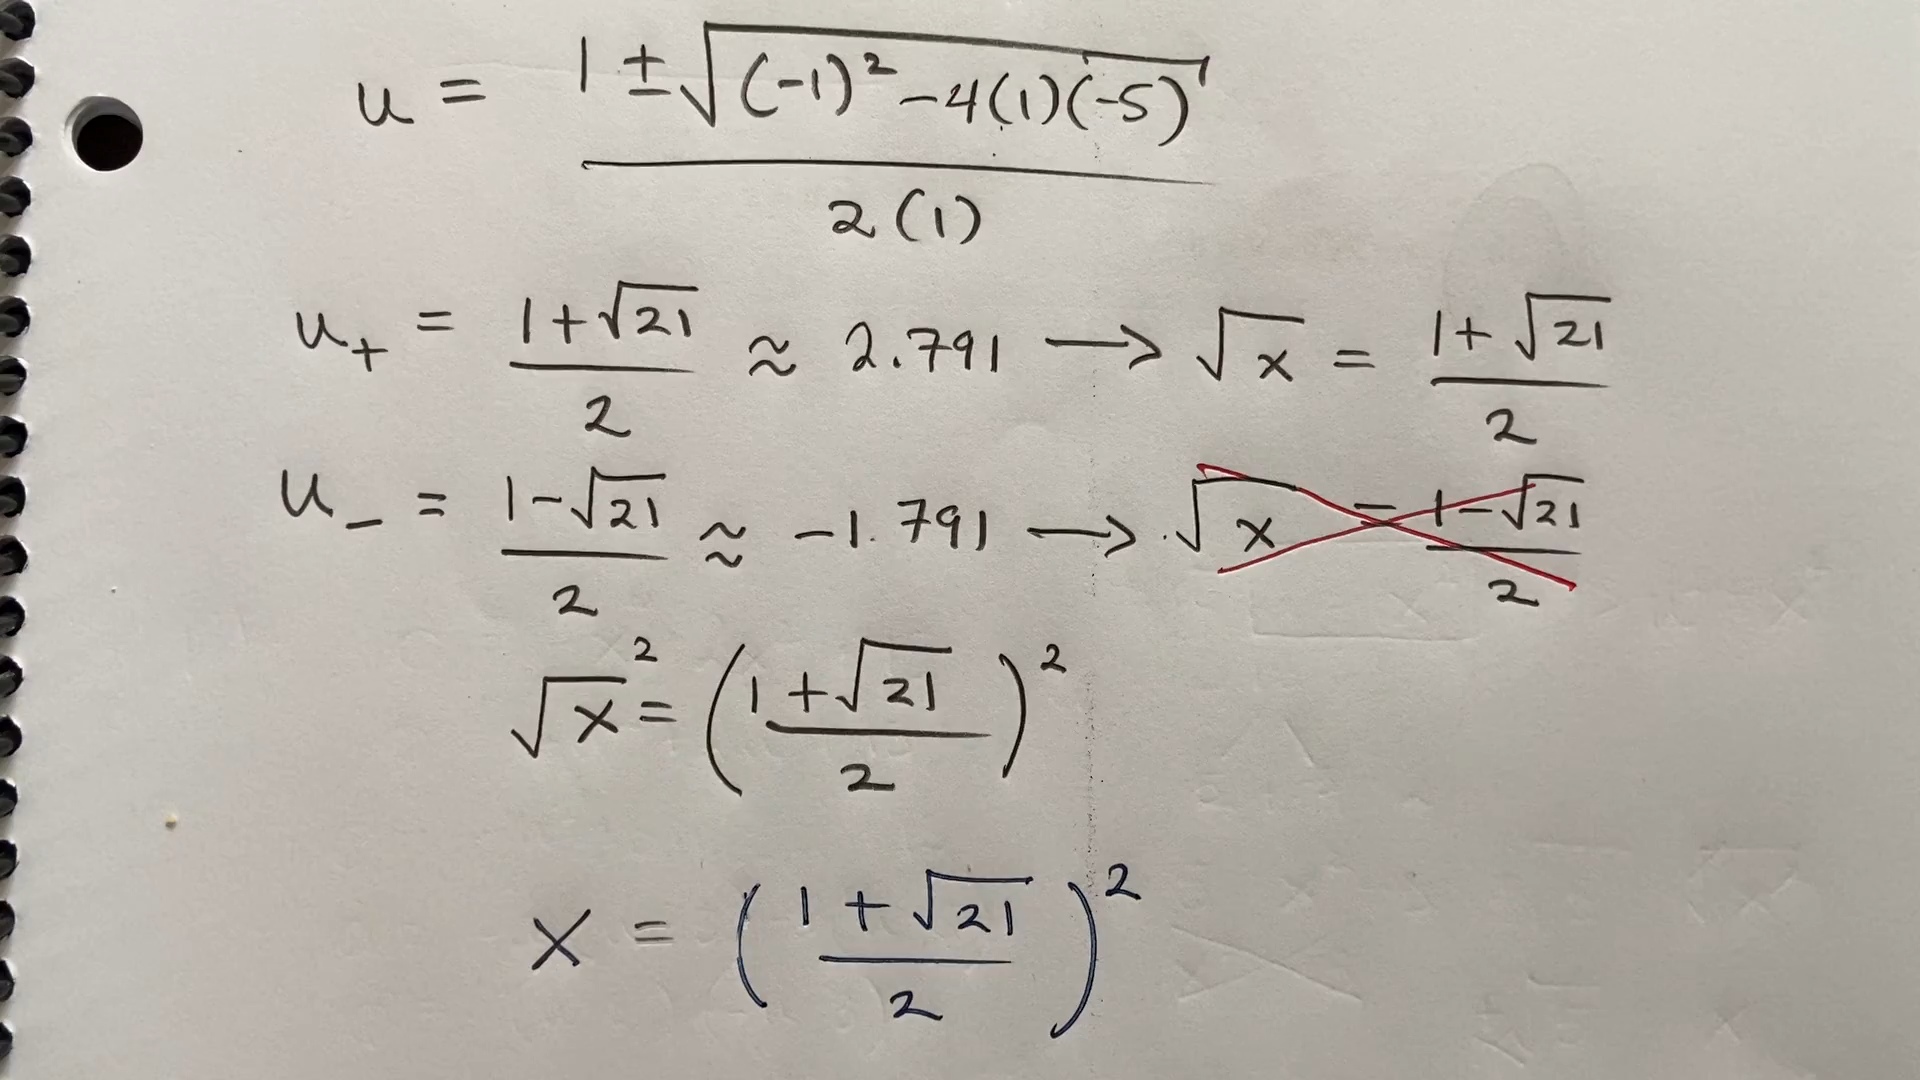 u = (1 ± √((-1)² - 4(1)(-5))) / 2(1)
u₊ = (1 + √21) / 2 ≈ 2.791 → √x = (1 + √21) / 2
u₋ = (1 - √21) / 2 ≈ -1.791 → √x = (1 - √21) / 2
√x² = ((1 + √21) / 2)²
x = ((1 + √21) / 2)²